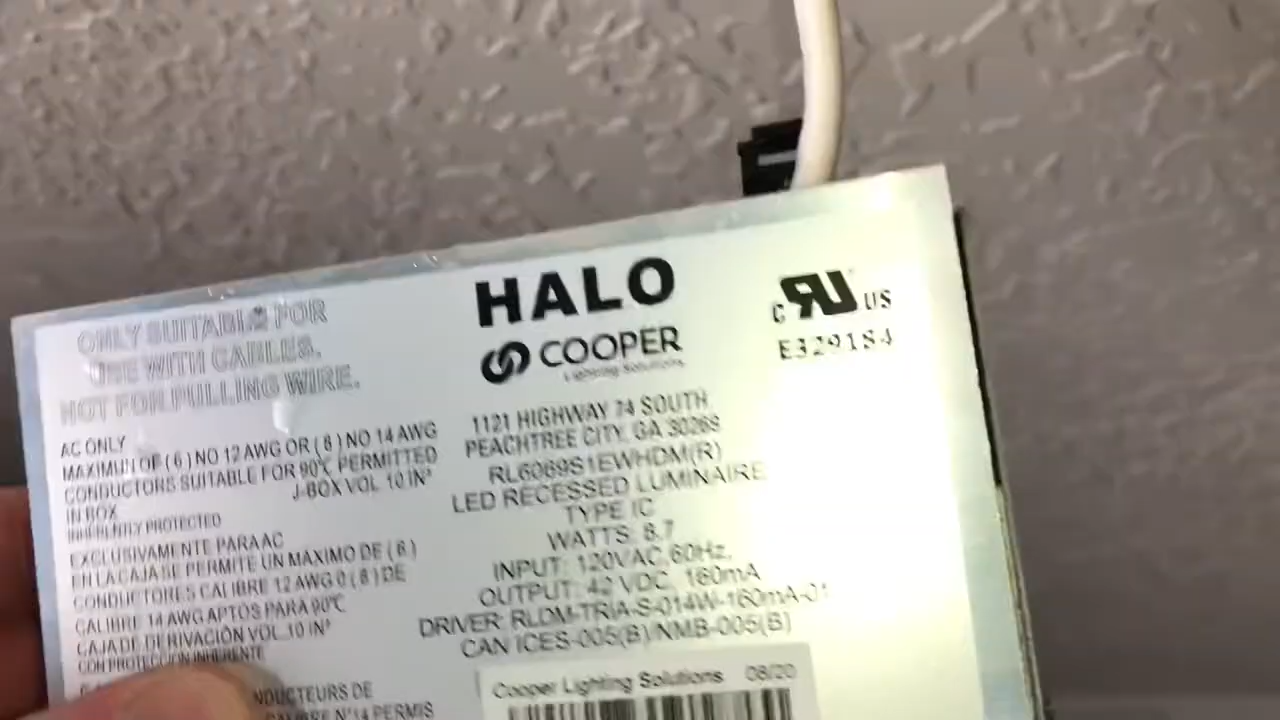 ONLY SUITABLE FOR
USE WITH CABLES.
NOT FOR PULLING WIRE.
AC ONLY
MAXIMUN OF ( 6 ) NO 12 AWG OR ( 8 ) NO 14 AWG
CONDUCTORS SUITABLE FOR 90℃ PERMITTED
IN BOX
J-BOX VOL 10 IN³
INHERENTLY PROTECTED
EXCLUSIVAMENTE PARA AC
EN LA CAJA SE PERMITE UN MAXIMO DE ( 6 )
CONDUCTORES CALIBRE 12 AWG O ( 8 ) DE
CALIBRE 14 AWG APTOS PARA 90℃
CAJA DE DERIVACIÓN VOL.10 IN³
CON PROTECCION INHERENTE
NDUCTEURS DE
CALIBRE N°14 PERMIS
HALO
COOPER
Lighting Solutions
1121 HIGHWAY 74 SOUTH
PEACHTREE CITY, GA 30269
RL6069S1EWHDM(R)
LED RECESSED LUMINAIRE
TYPE IC
WATTS: 8.7
INPUT: 120VAC,60Hz,
OUTPUT: 42 VDC, 160mA
DRIVER: RLDM-TRIA-S-014W-160mA-01
CAN ICES-005(B)/NMB-005(B)
Cooper Lighting Solutions 08/20
C RU US
E329184